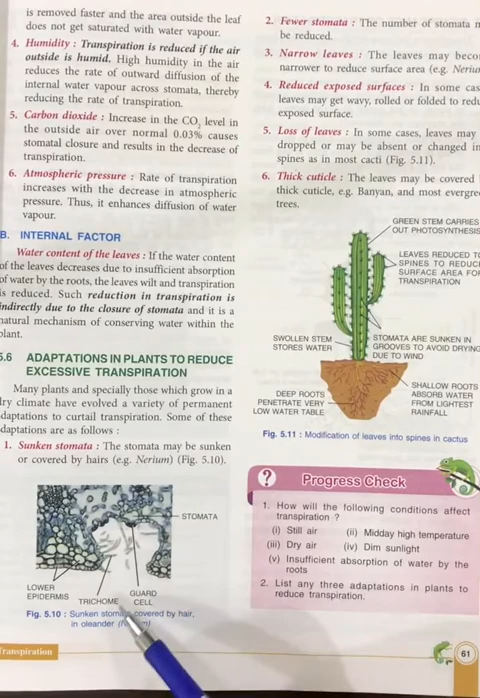 is removed faster and the area outside the leaf
does not get saturated with water vapour.
4. Humidity : Transpiration is reduced if the air
outside is humid. High humidity in the air
reduces the rate of outward diffusion of the
internal water vapour across stomata, thereby
reducing the rate of transpiration.
5. Carbon dioxide : Increase in the CO2 level in
the outside air over normal 0.03% causes
stomatal closure and results in the decrease of
transpiration.
6. Atmospheric pressure : Rate of transpiration
increases with the decrease in atmospheric
pressure. Thus, it enhances diffusion of water
vapour.
B. INTERNAL FACTOR
Water content of the leaves : If the water content
of the leaves decreases due to insufficient absorption
of water by the roots, the leaves wilt and transpiration
is reduced. Such reduction in transpiration is
indirectly due to the closure of stomata and it is a
natural mechanism of conserving water within the
plant.
5.6 ADAPTATIONS IN PLANTS TO REDUCE
EXCESSIVE TRANSPIRATION
Many plants and specially those which grow in a
dry climate have evolved a variety of permanent
adaptations to curtail transpiration. Some of these
adaptations are as follows :
1. Sunken stomata : The stomata may be sunken
or covered by hairs (e.g. Nerium) (Fig. 5.10).
STOMATA
LOWER
EPIDERMIS
TRICHOME
GUARD
CELL
Fig. 5.10 : Sunken stomata covered by hair,
in oleander
Transpiration
2. Fewer stomata : The number of stomata
be reduced.
3. Narrow leaves : The leaves may
narrower to reduce surface area (e.g.
4. Reduced exposed surfaces : In some
leaves may get wavy, rolled or folded to
exposed surface.
5. Loss of leaves : In some cases, leaves may
dropped or may be absent or changed
spines as in most cacti (Fig. 5.11).
6. Thick cuticle : The leaves may be covered
thick cuticle, e.g. Banyan, and most
trees.
GREEN STEM CARRIES
OUT PHOTOSYNTHESIS
LEAVES REDUCED TO
SPINES TO REDUCE
SURFACE AREA FOR
TRANSPIRATION
SWOLLEN STEM
STORES WATER
STOMATA ARE SUNKEN IN
GROOVES TO AVOID DRYING
DUE TO WIND
DEEP ROOTS
PENETRATE VERY
LOW WATER TABLE
SHALLOW ROOTS
ABSORB WATER
FROM LIGHTEST
RAINFALL
Fig. 5.11 : Modification of leaves into spines in cactus
? Progress Check
1. How will the following conditions affect
transpiration ?
(i) Still air (ii) Midday high temperature
(iii) Dry air (iv) Dim sunlight
(v) Insufficient absorption of water by the
roots
2. List any three adaptations in plants to
reduce transpiration.
61